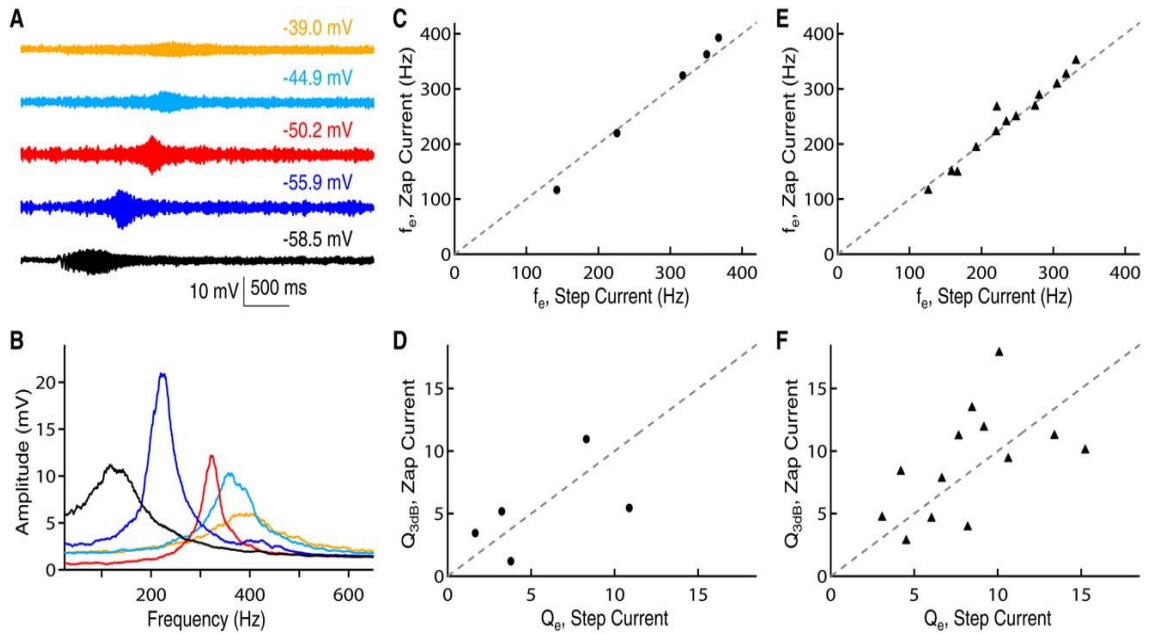 A
-39.0 mV
-44.9 mV
-50.2 mV
-55.9 mV
-58.5 mV
10 mV
500 ms
B
Amplitude (mV)
20
15
10
5
0
200
400
600
Frequency (Hz)
C
fe, Zap Current (Hz)
400
300
200
100
0
0
100
200
300
400
fe, Step Current (Hz)
D
Q3dB, Zap Current
15
10
5
0
0
5
10
15
Qe, Step Current
E
fe, Zap Current (Hz)
400
300
200
100
0
0
100
200
300
400
fe, Step Current (Hz)
F
Q3dB, Zap Current
15
10
5
0
0
5
10
15
Qe, Step Current